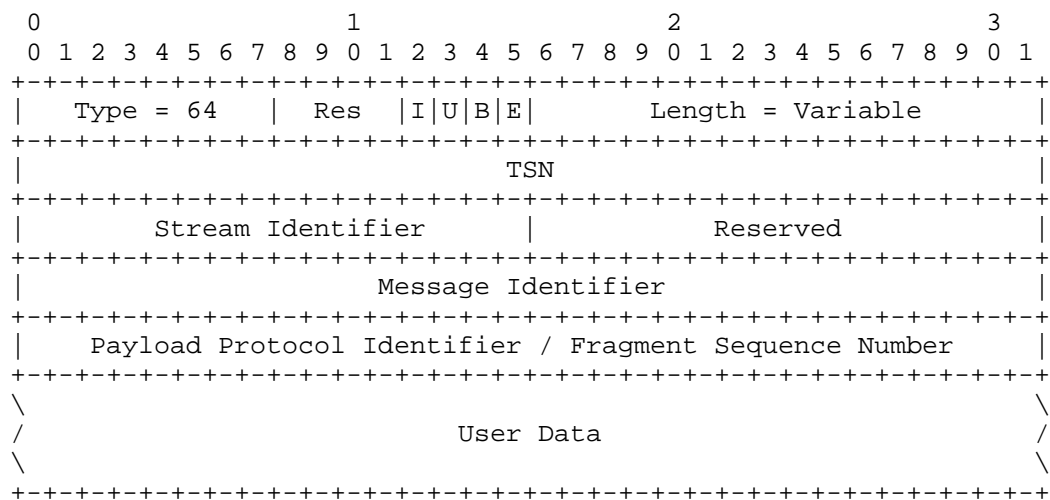 0                   1                   2                   3
 0 1 2 3 4 5 6 7 8 9 0 1 2 3 4 5 6 7 8 9 0 1 2 3 4 5 6 7 8 9 0 1
+-+-+-+-+-+-+-+-+-+-+-+-+-+-+-+-+-+-+-+-+-+-+-+-+-+-+-+-+-+-+-+-+
|   Type = 64   |  Res  |I|U|B|E|       Length = Variable       |
+-+-+-+-+-+-+-+-+-+-+-+-+-+-+-+-+-+-+-+-+-+-+-+-+-+-+-+-+-+-+-+-+
|                              TSN                              |
+-+-+-+-+-+-+-+-+-+-+-+-+-+-+-+-+-+-+-+-+-+-+-+-+-+-+-+-+-+-+-+-+
|        Stream Identifier      |           Reserved            |
+-+-+-+-+-+-+-+-+-+-+-+-+-+-+-+-+-+-+-+-+-+-+-+-+-+-+-+-+-+-+-+-+
|                      Message Identifier                       |
+-+-+-+-+-+-+-+-+-+-+-+-+-+-+-+-+-+-+-+-+-+-+-+-+-+-+-+-+-+-+-+-+
|    Payload Protocol Identifier / Fragment Sequence Number     |
+-+-+-+-+-+-+-+-+-+-+-+-+-+-+-+-+-+-+-+-+-+-+-+-+-+-+-+-+-+-+-+-+
\                                                               \
/                           User Data                           /
\                                                               \
+-+-+-+-+-+-+-+-+-+-+-+-+-+-+-+-+-+-+-+-+-+-+-+-+-+-+-+-+-+-+-+-+